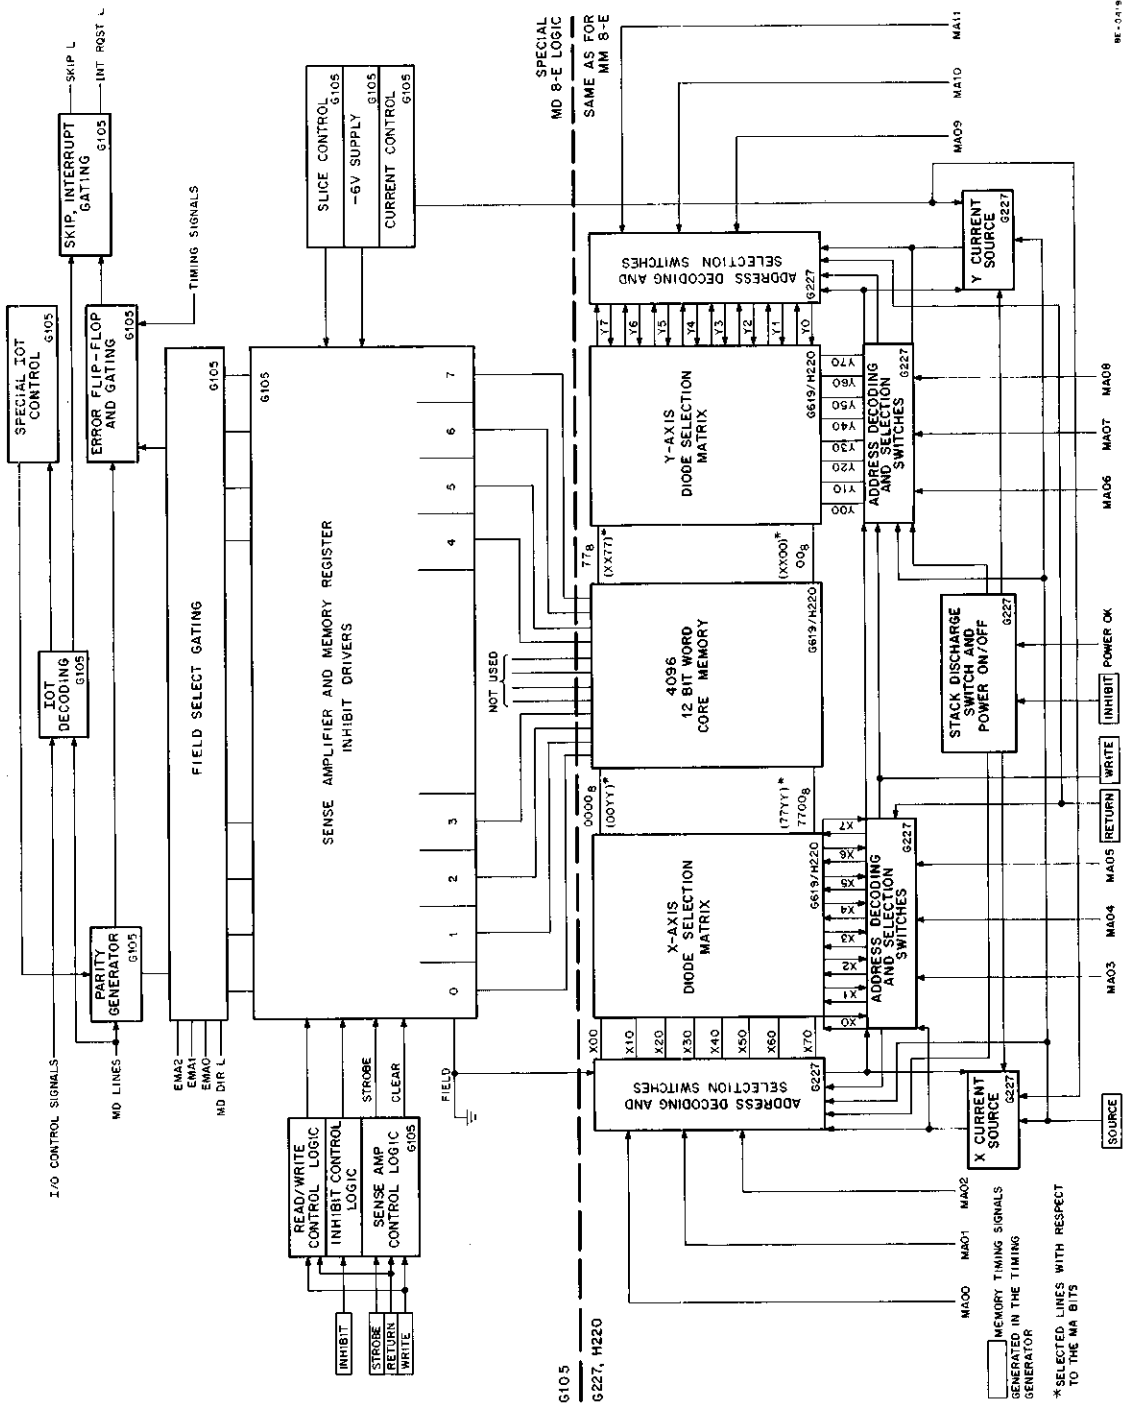 I/O CONTROL SIGNALS
MD LINES
EMA2
EMA1
EMA0
MD DIR L
PARITY
GENERATOR
G105
IOT
DECODING
G105
SPECIAL IOT
CONTROL
G105
ERROR FLIP-FLOP
AND GATING
G105
SKIP, INTERRUPT
GATING
G105
SKIP L
INT RQST L
TIMING SIGNALS
FIELD SELECT GATING
G105
SENSE AMPLIFIER AND MEMORY REGISTER
INHIBIT DRIVERS
G105
0
1
2
3
4
5
6
7
SLICE CONTROL
G105
-6V SUPPLY
G105
CURRENT CONTROL
G105
READ/WRITE
CONTROL LOGIC
INHIBIT CONTROL
LOGIC
SENSE AMP
CONTROL LOGIC
G105
INHIBIT
STROBE
RETURN
WRITE
STROBE
CLEAR
FIELD
NOT USED
SPECIAL
MD 8-E LOGIC
SAME AS FOR
MM 8-E
G105
G227, H220
ADDRESS DECODING AND
SELECTION SWITCHES
G227
X00
X10
X20
X30
X40
X50
X60
X70
X-AXIS
DIODE SELECTION
MATRIX
G619/H220
0000₈
(00YY)*
(77YY)*
7700₈
4096
12 BIT WORD
CORE MEMORY
G619/H220
77₈
(XX77)*
(XX00)*
00₈
Y-AXIS
DIODE SELECTION
MATRIX
G619/H220
Y7
Y6
Y5
Y4
Y3
Y2
Y1
Y0
ADDRESS DECODING AND
SELECTION SWITCHES
G227
X0
X1
X2
X3
X4
X5
X6
X7
ADDRESS DECODING
AND SELECTION
SWITCHES
G227
Y00
Y10
Y20
Y30
Y40
Y50
Y60
Y70
ADDRESS DECODING
AND SELECTION
SWITCHES
G227
X CURRENT
SOURCE
G227
STACK DISCHARGE
SWITCH AND
POWER ON/OFF
G227
Y CURRENT
SOURCE
G227
MA00
MA01
MA02
MA09
MA10
MA11
SOURCE
MA03
MA04
MA05
RETURN
WRITE
INHIBIT
POWER OK
MA06
MA07
MA08
MEMORY TIMING SIGNALS
GENERATED IN THE TIMING
GENERATOR
*SELECTED LINES WITH RESPECT
TO THE MA BITS